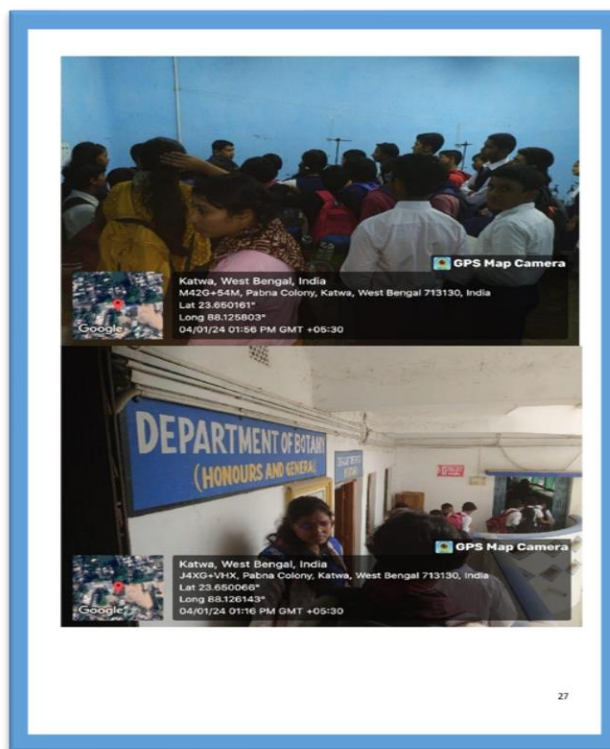 GPS Map Camera
Google
Katwa, West Bengal, India
M42G+54M, Pabna Colony, Katwa, West Bengal 713130, India
Lat 23.650161°
Long 88.125803°
04/01/24 01:56 PM GMT +05:30
DEPARTMENT OF BOTANY
(HONOURS AND GENERAL)
GPS Map Camera
Google
Katwa, West Bengal, India
J4XG+VHX, Pabna Colony, Katwa, West Bengal 713130, India
Lat 23.650066°
Long 88.126143°
04/01/24 01:16 PM GMT +05:30
27